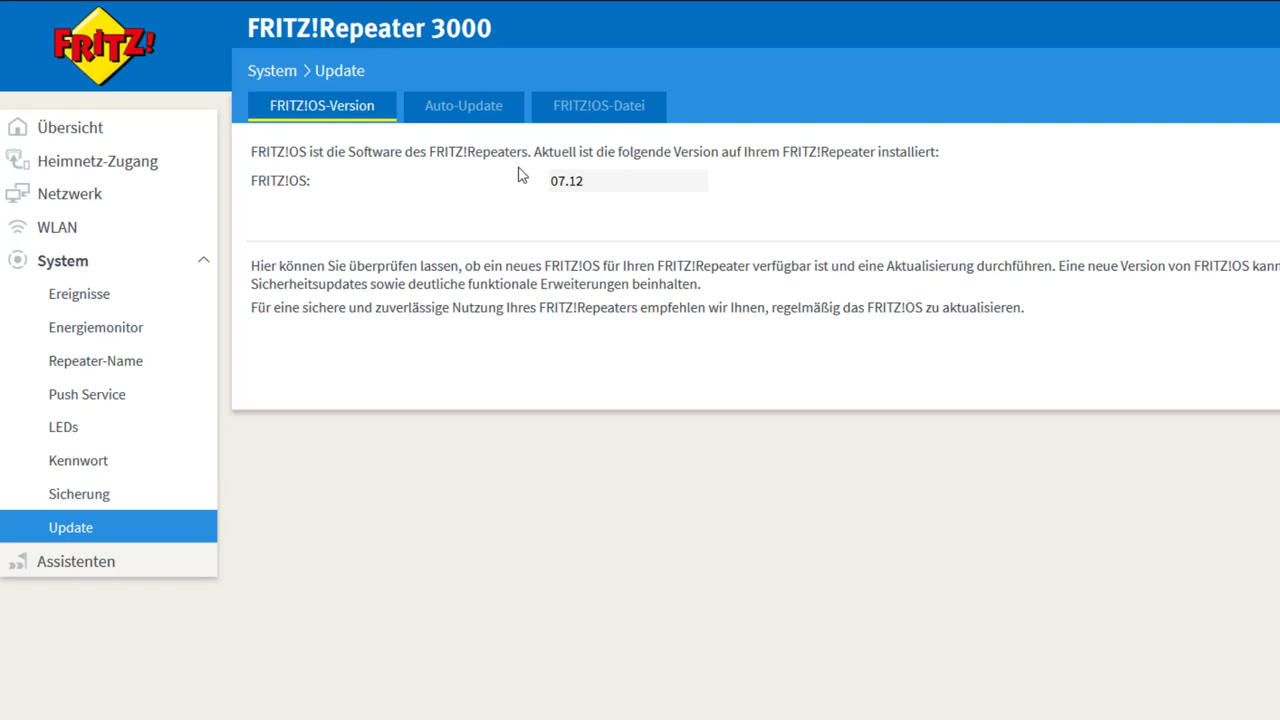 FRITZ!
FRITZ!Repeater 3000
System > Update
FRITZ!OS-Version
Auto-Update
FRITZ!OS-Datei
Übersicht
Heimnetz-Zugang
Netzwerk
WLAN
System
Ereignisse
Energiemonitor
Repeater-Name
Push Service
LEDs
Kennwort
Sicherung
Update
Assistenten
FRITZ!OS ist die Software des FRITZ!Repeaters. Aktuell ist die folgende Version auf Ihrem FRITZ!Repeater installiert:
FRITZ!OS: 07.12
Hier können Sie überprüfen lassen, ob ein neues FRITZ!OS für Ihren FRITZ!Repeater verfügbar ist und eine Aktualisierung durchführen. Eine neue Version von FRITZ!OS kann
Sicherheitsupdates sowie deutliche funktionale Erweiterungen beinhalten.
Für eine sichere und zuverlässige Nutzung Ihres FRITZ!Repeaters empfehlen wir Ihnen, regelmäßig das FRITZ!OS zu aktualisieren.